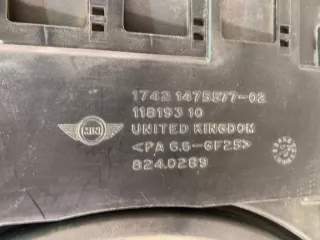 1742 1475577-02
118193 10
MINI
UNITED KINGDOM
<PA 6.6-GF25>
824.0289